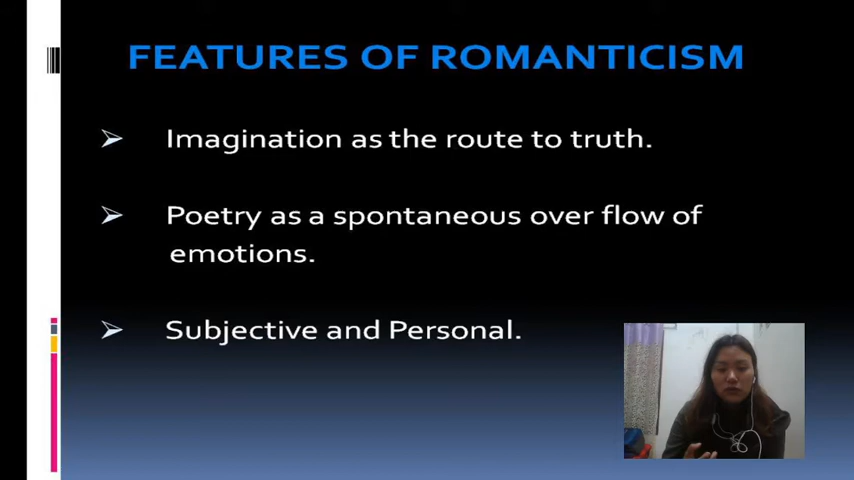 FEATURES OF ROMANTICISM
Imagination as the route to truth.
Poetry as a spontaneous over flow of
emotions.
Subjective and Personal.